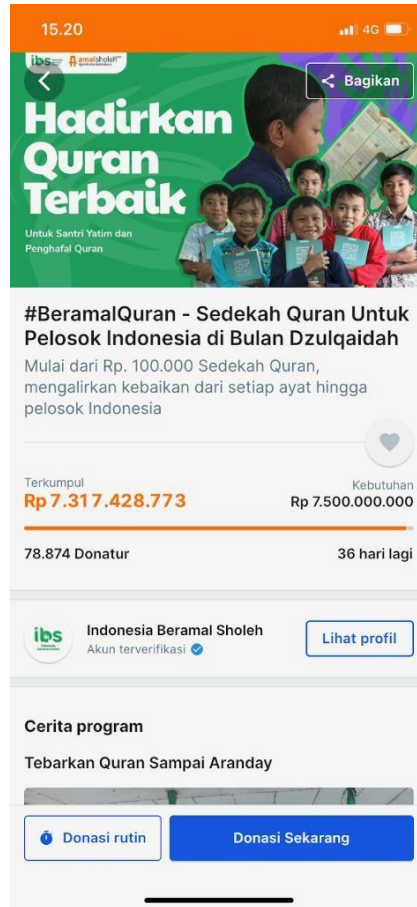 15.20
4G
ibs
amalsholeh
Bagikan
Hadirkan
Quran
Terbaik
Untuk Santri Yatim dan
Penghafal Quran
#BeramalQuran - Sedekah Quran Untuk
Pelosok Indonesia di Bulan Dzulqaidah
Mulai dari Rp. 100.000 Sedekah Quran,
mengalirkan kebaikan dari setiap ayat hingga
pelosok Indonesia
Terkumpul
Kebutuhan
Rp 7.317.428.773
Rp 7.500.000.000
78.874 Donatur
36 hari lagi
ibs
Indonesia Beramal Sholeh
Akun terverifikasi
Lihat profil
Cerita program
Tebarkan Quran Sampai Aranday
Donasi rutin
Donasi Sekarang